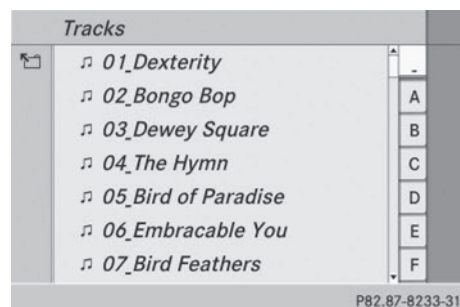 Tracks
♫ 01_Dexterity
♫ 02_Bongo Bop
♫ 03_Dewey Square
♫ 04_The Hymn
♫ 05_Bird of Paradise
♫ 06_Embracable You
♫ 07_Bird Feathers
-
A
B
C
D
E
F
P82.87-8233-31